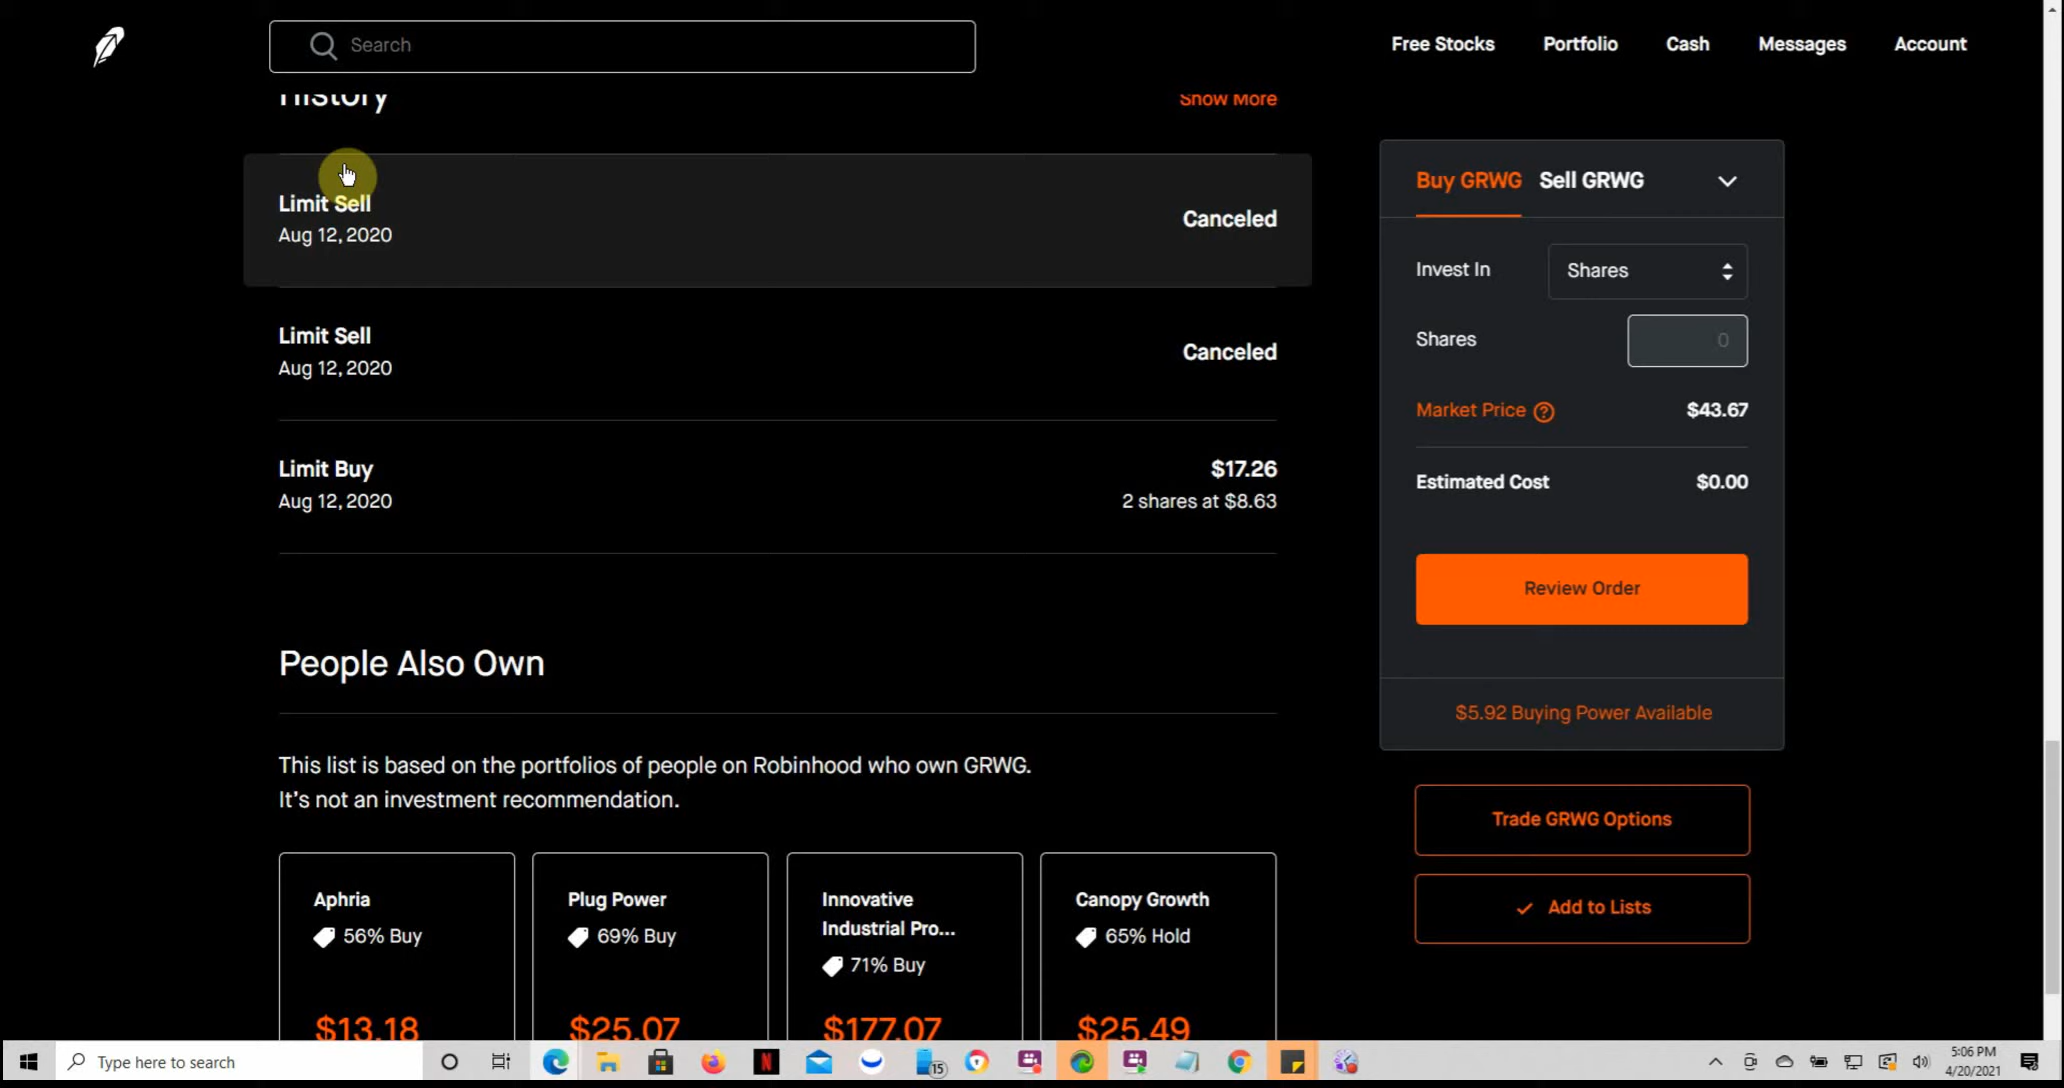 Search
Free Stocks
Portfolio
Cash
Messages
Account
History
Show More
Limit Sell
Aug 12, 2020
Canceled
Limit Sell
Aug 12, 2020
Canceled
Limit Buy
Aug 12, 2020
$17.26
2 shares at $8.63
People Also Own
This list is based on the portfolios of people on Robinhood who own GRWG.
It's not an investment recommendation.
Aphria
56% Buy
$13.18
Plug Power
69% Buy
$25.07
Innovative
Industrial Pro...
71% Buy
$177.07
Canopy Growth
65% Hold
$25.49
Buy GRWG
Sell GRWG
Invest In
Shares
Shares
0
Market Price ?
$43.67
Estimated Cost
$0.00
Review Order
$5.92 Buying Power Available
Trade GRWG Options
Add to Lists
Type here to search
N
15
5:06 PM
4/20/2021